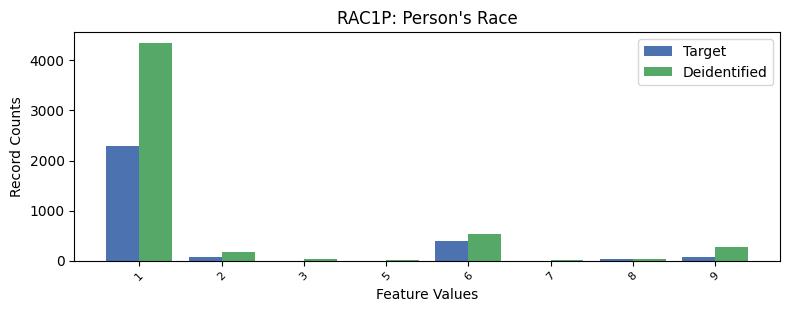 RAC1P: Person's Race
Target
Deidentified
4000
3000
2000
1000
0
Record Counts
1 2 3 5 6 7 8 9
Feature Values